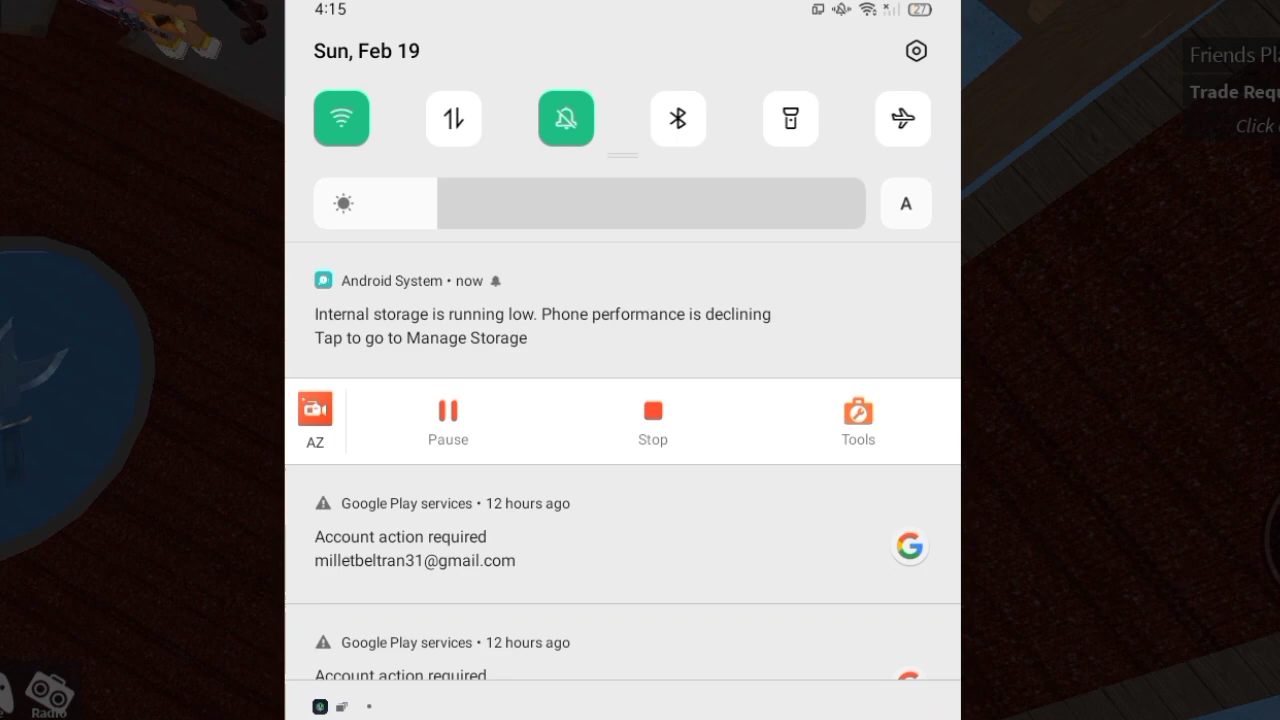 4:15
27
Sun, Feb 19
A
Friends Pla
Trade Requ
Click
Android System • now
Internal storage is running low. Phone performance is declining
Tap to go to Manage Storage
AZ
Pause
Stop
Tools
Google Play services • 12 hours ago
Account action required
milletbeltran31@gmail.com
Google Play services • 12 hours ago
Account action required
Radio